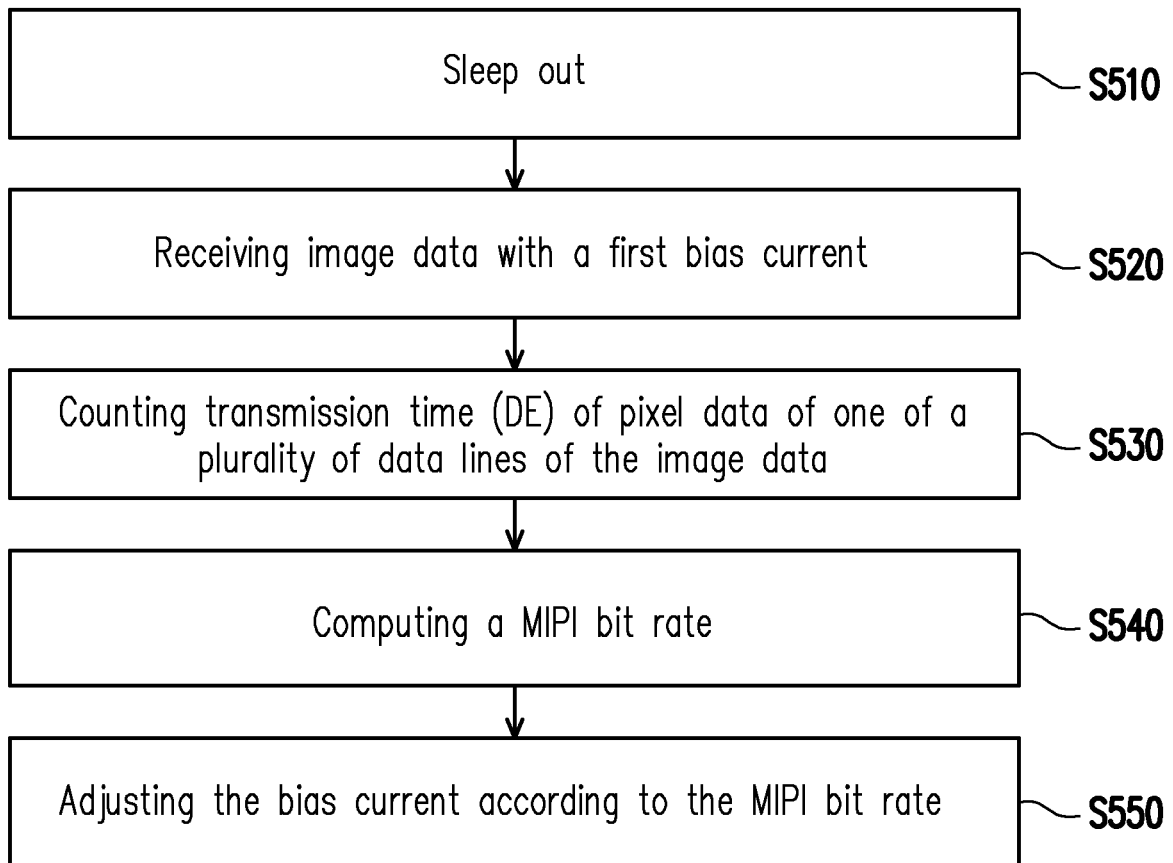 Sleep out
S510
Receiving image data with a first bias current
S520
Counting transmission time (DE) of pixel data of one of a
plurality of data lines of the image data
S530
Computing a MIPI bit rate
S540
Adjusting the bias current according to the MIPI bit rate
S550